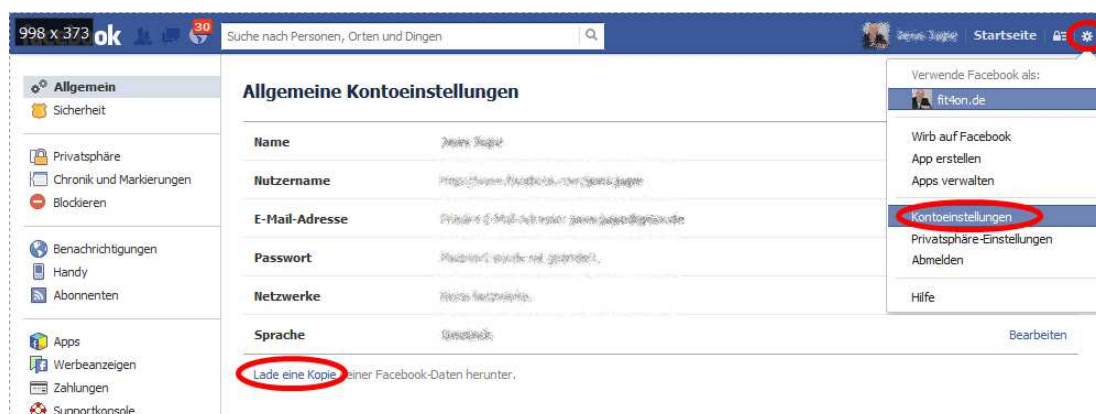 998 x 373 ok
30
Suche nach Personen, Orten und Dingen
Startseite
Allgemein
Sicherheit
Privatsphäre
Chronik und Markierungen
Blockieren
Benachrichtigungen
Handy
Abonnenten
Apps
Werbeanzeigen
Zahlungen
Supportkonsole
Allgemeine Kontoeinstellungen
Name
Nutzername
E-Mail-Adresse
Passwort
Netzwerke
Sprache Bearbeiten
Lade eine Kopie deiner Facebook-Daten herunter.
Verwende Facebook als:
fit4on.de
Wirb auf Facebook
App erstellen
Apps verwalten
Kontoeinstellungen
Privatsphäre-Einstellungen
Abmelden
Hilfe